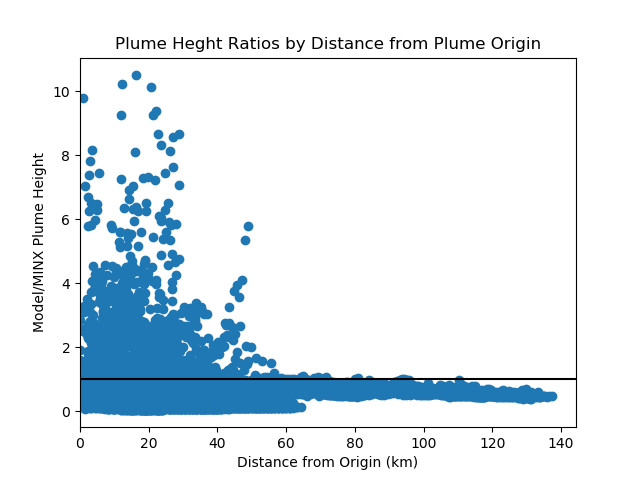 Plume Heght Ratios by Distance from Plume Origin
Model/MINX Plume Height
10
8
6
4
2
0
0 20 40 60 80 100 120 140
Distance from Origin (km)